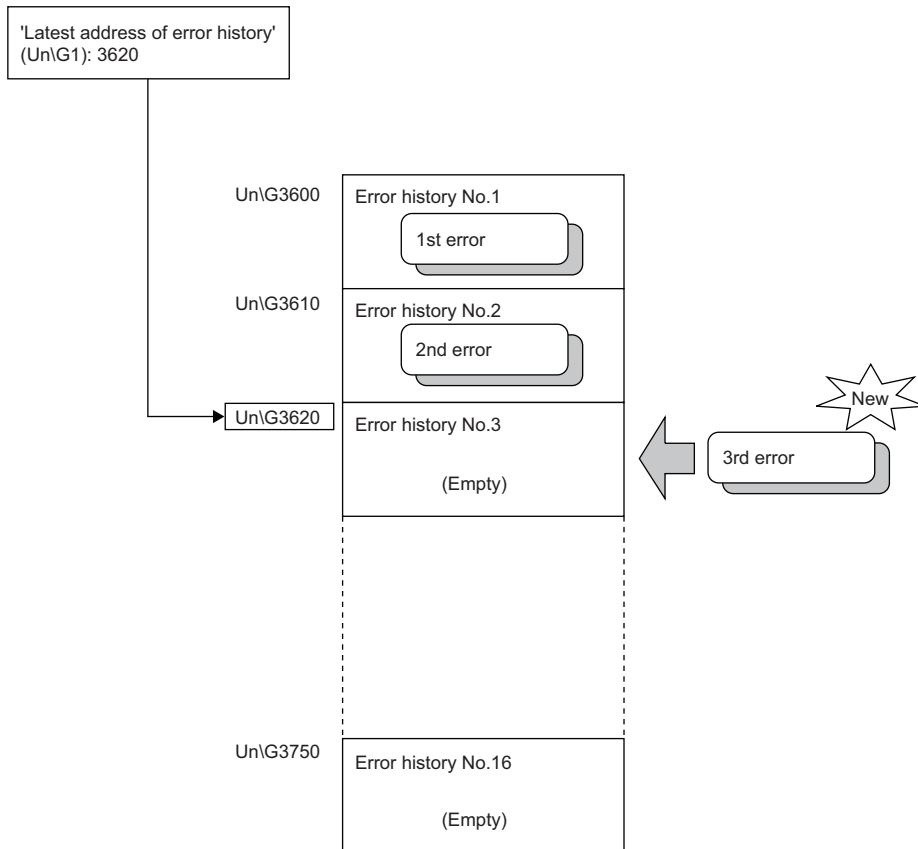 'Latest address of error history'
(Un\G1): 3620
Un\G3600
Error history No.1
1st error
Un\G3610
Error history No.2
2nd error
Un\G3620
Error history No.3
(Empty)
New
3rd error
Un\G3750
Error history No.16
(Empty)